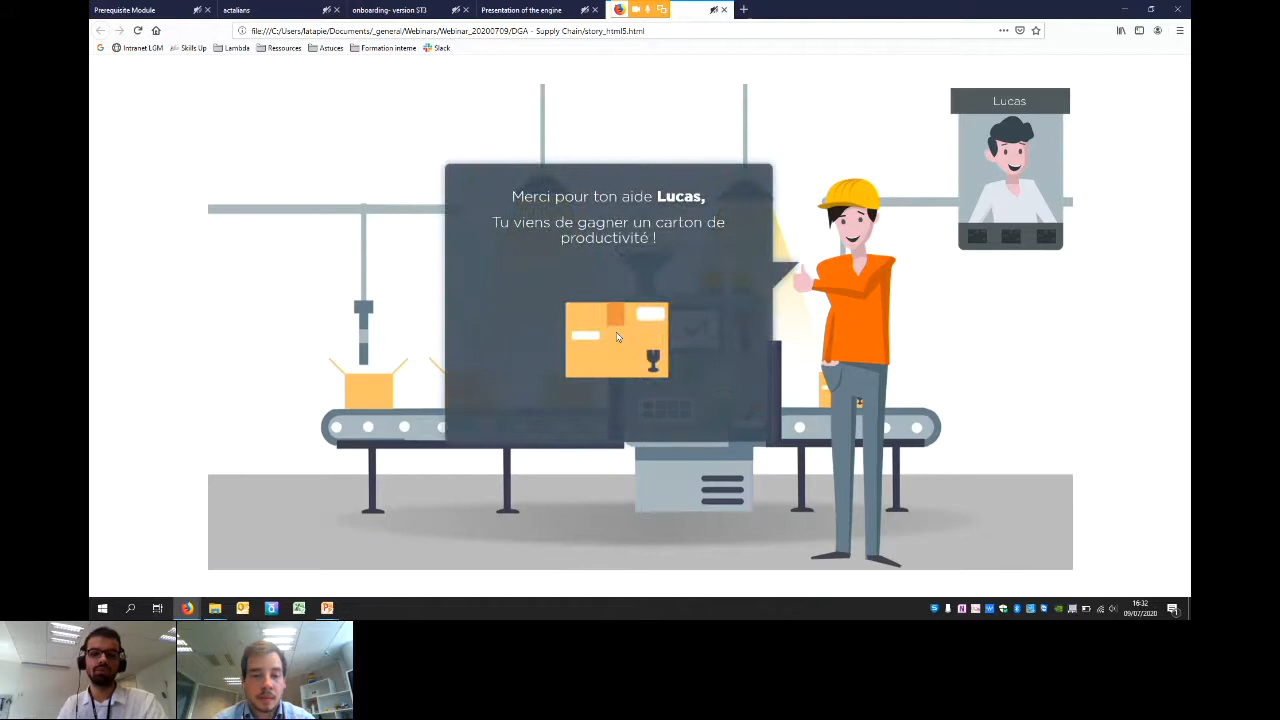 Prerequisite Module
actalians
onboarding- version ST3
Presentation of the engine
file:///C:/Users/latapie/Documents/_general/Webinars/Webinar_20200709/DGA - Supply Chain/story_html5.html
Intranet LGM
Skills Up
Lambda
Ressources
Astuces
Formation interne
Slack
Lucas
Merci pour ton aide Lucas,
Tu viens de gagner un carton de
productivité !
16:32
09/07/2020